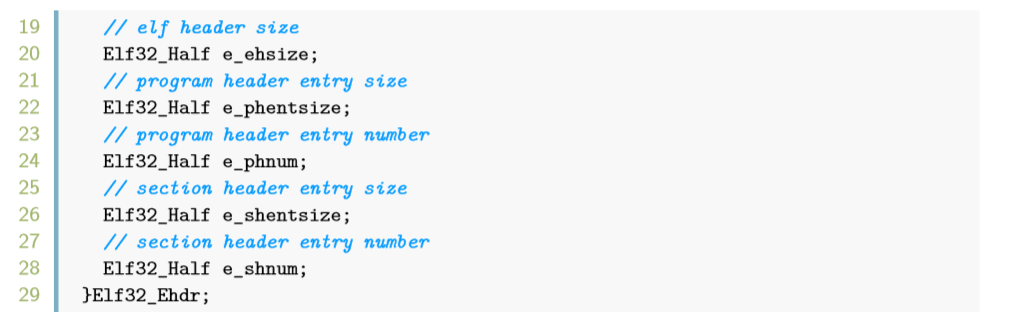 19 // elf header size
20 Elf32_Half e_ehsize;
21 // program header entry size
22 Elf32_Half e_phentsize;
23 // program header entry number
24 Elf32_Half e_phnum;
25 // section header entry size
26 Elf32_Half e_shentsize;
27 // section header entry number
28 Elf32_Half e_shnum;
29 }Elf32_Ehdr;